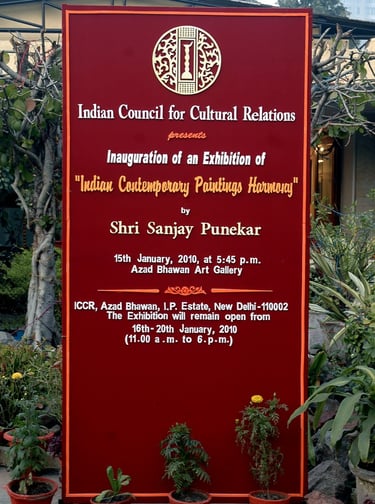 Indian Council for Cultural Relations
presents
Inauguration of an Exhibition of
"Indian Contemporary Paintings Harmony"
by
Shri Sanjay Punekar
15th January, 2010, at 5:45 p.m.
Azad Bhawan Art Gallery
ICCR, Azad Bhawan, I.P. Estate, New Delhi-110002
The Exhibition will remain open from
16th-20th January, 2010
(11.00 a.m. to 6.p.m.)